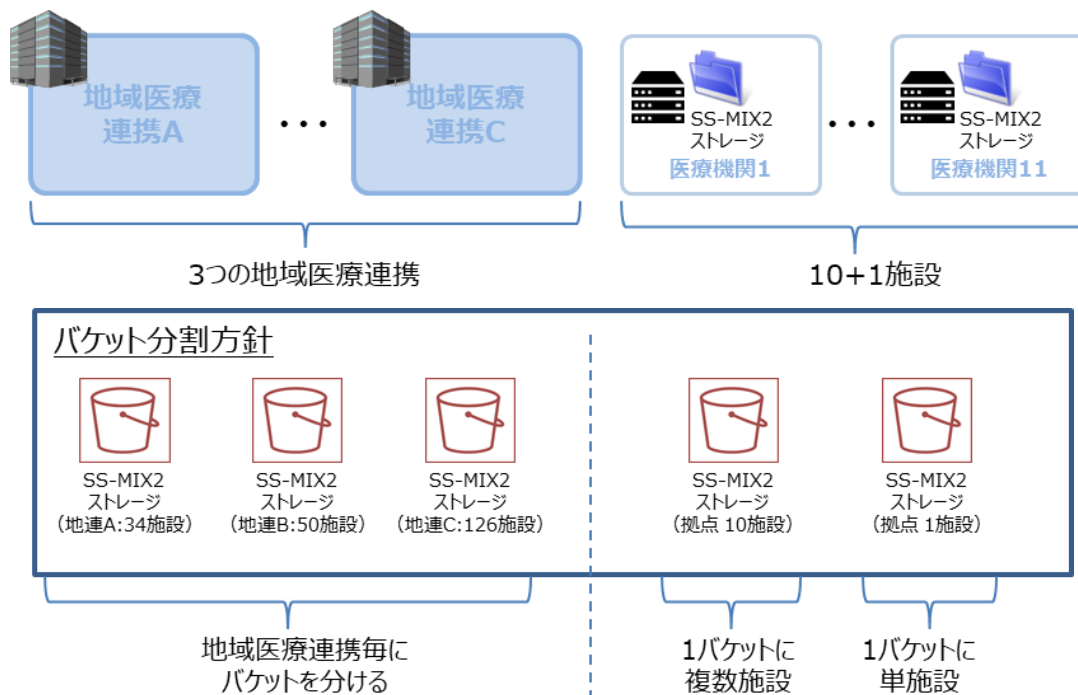 地域医療
連携A
・・・
地域医療
連携C
SS-MIX2
ストレージ
医療機関1
・・・
SS-MIX2
ストレージ
医療機関11
3つの地域医療連携
10+1施設
バケット分割方針
SS-MIX2
ストレージ
(地連A:34施設)
SS-MIX2
ストレージ
(地連B:50施設)
SS-MIX2
ストレージ
(地連C:126施設)
SS-MIX2
ストレージ
(拠点 10施設)
SS-MIX2
ストレージ
(拠点 1施設)
地域医療連携毎に
バケットを分ける
1バケットに
複数施設
1バケットに
単施設